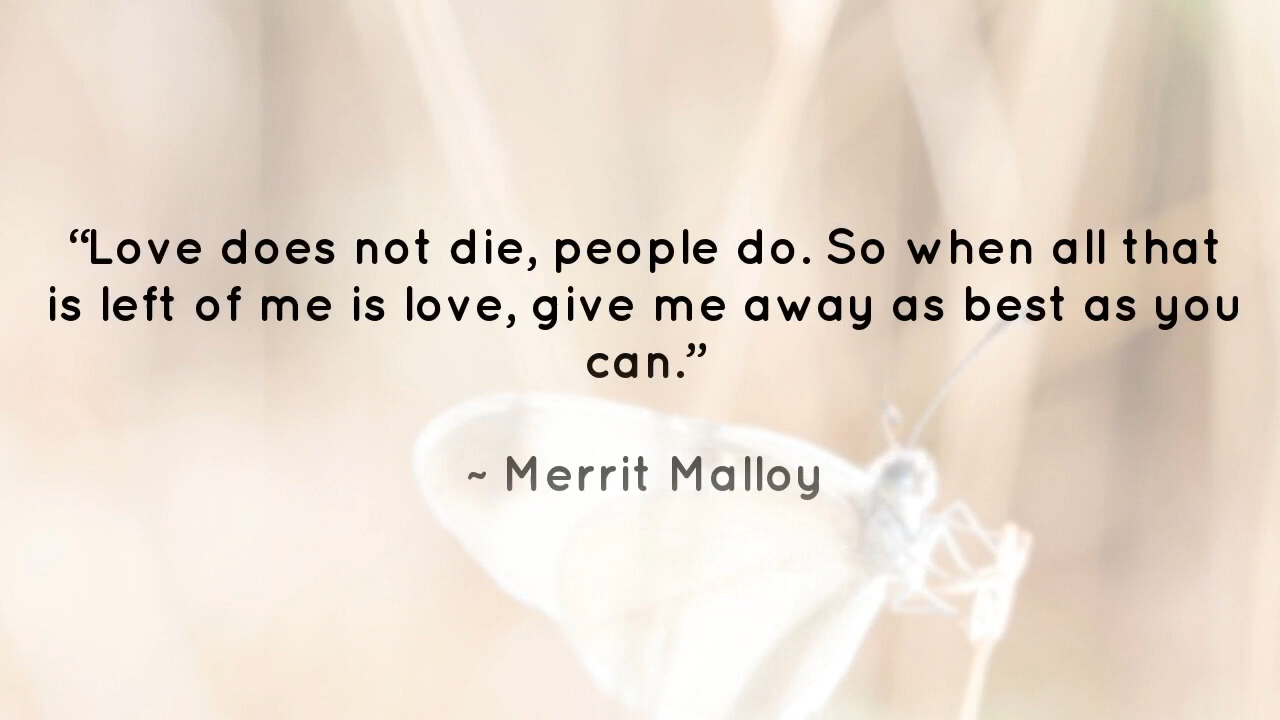 “Love does not die, people do. So when all that
is left of me is love, give me away as best as you
can.”
~ Merrit Malloy